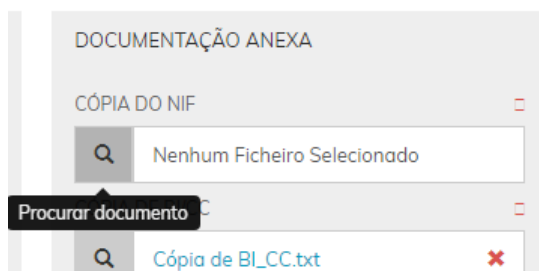 DOCUMENTAÇÃO ANEXA
CÓPIA DO NIF
Nenhum Ficheiro Selecionado
Procurar documento
Cópia de BI_CC.txt